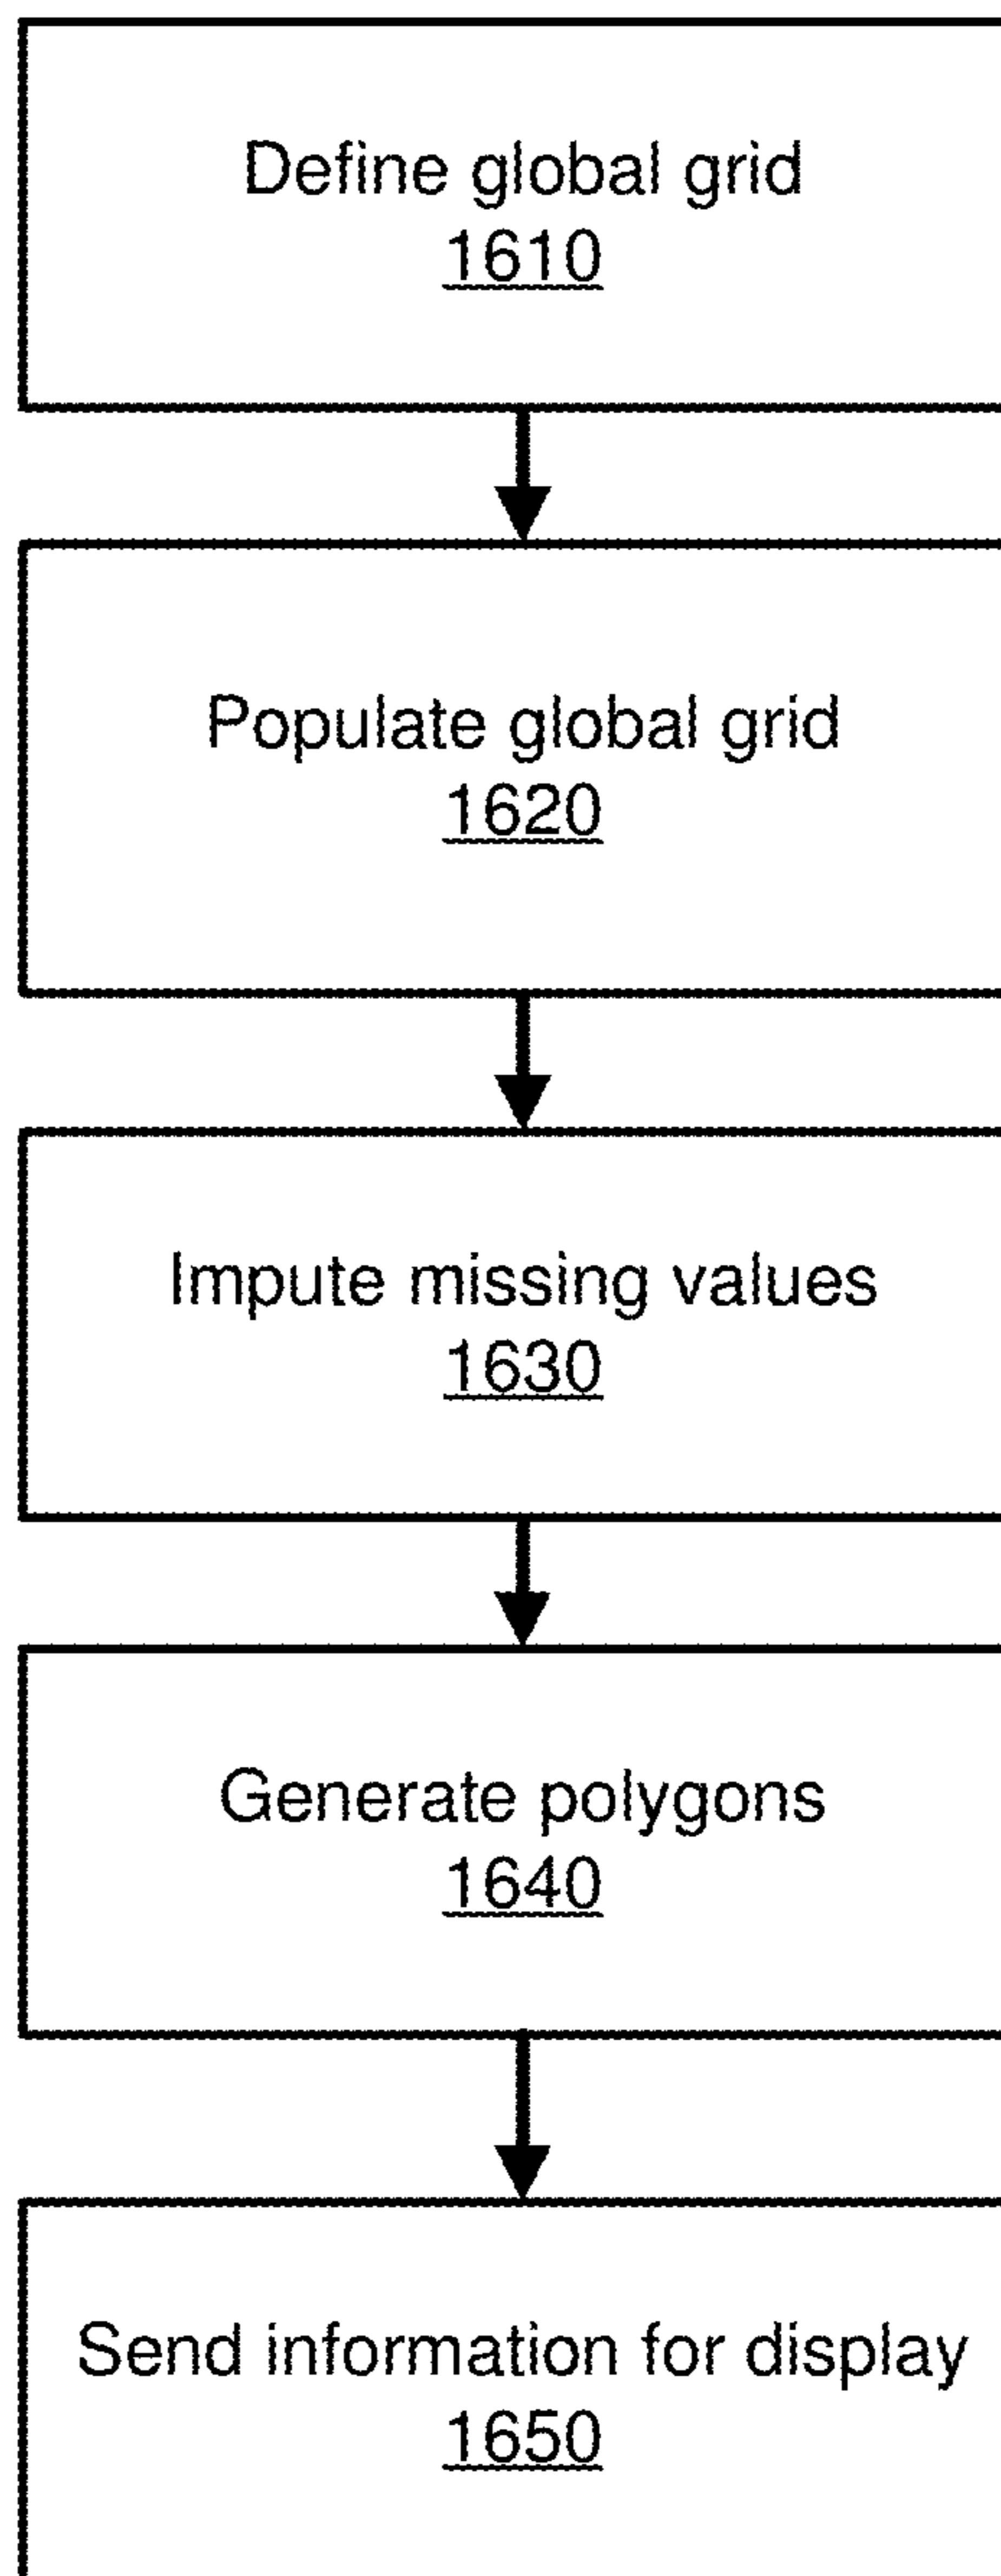 Define global grid
1610
Populate global grid
1620
Impute missing values
1630
Generate polygons
1640
Send information for display
1650